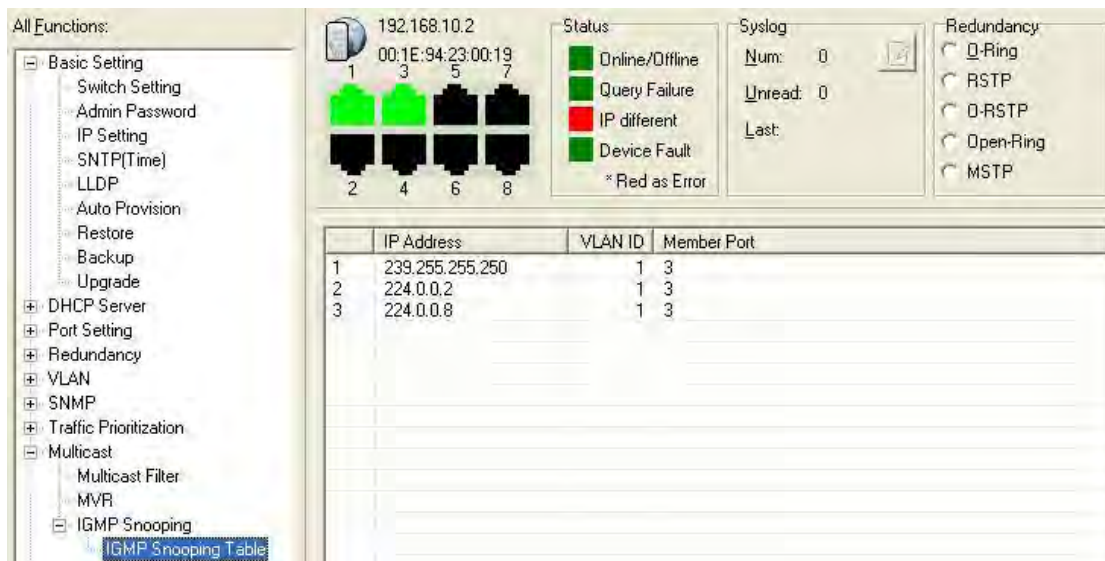 All Functions:
Basic Setting
Switch Setting
Admin Password
IP Setting
SNTP(Time)
LLDP
Auto Provision
Restore
Backup
Upgrade
DHCP Server
Port Setting
Redundancy
VLAN
SNMP
Traffic Prioritization
Multicast
Multicast Filter
MVR
IGMP Snooping
IGMP Snooping Table
192.168.10.2
00:1E:94:23:00:19
1 3 5 7
2 4 6 8
Status
Online/Offline
Query Failure
IP different
Device Fault
* Red as Error
Syslog
Num: 0
Unread: 0
Last:
Redundancy
O-Ring
RSTP
O-RSTP
Open-Ring
MSTP
IP Address VLAN ID Member Port
1 239.255.255.250 1 3
2 224.0.0.2 1 3
3 224.0.0.8 1 3